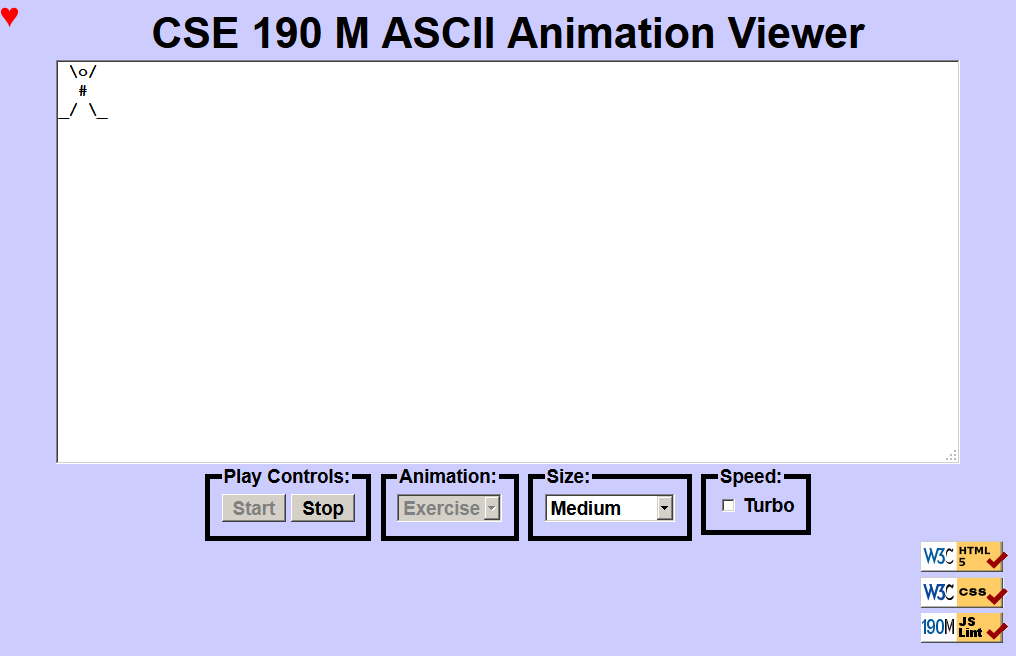 ♥
CSE 190 M ASCII Animation Viewer
  \o/
   #
_/ \_
Play Controls: Animation: Size: Speed:
Start Stop Exercise Medium Turbo
W3C HTML 5
W3C css
190M JS Lint